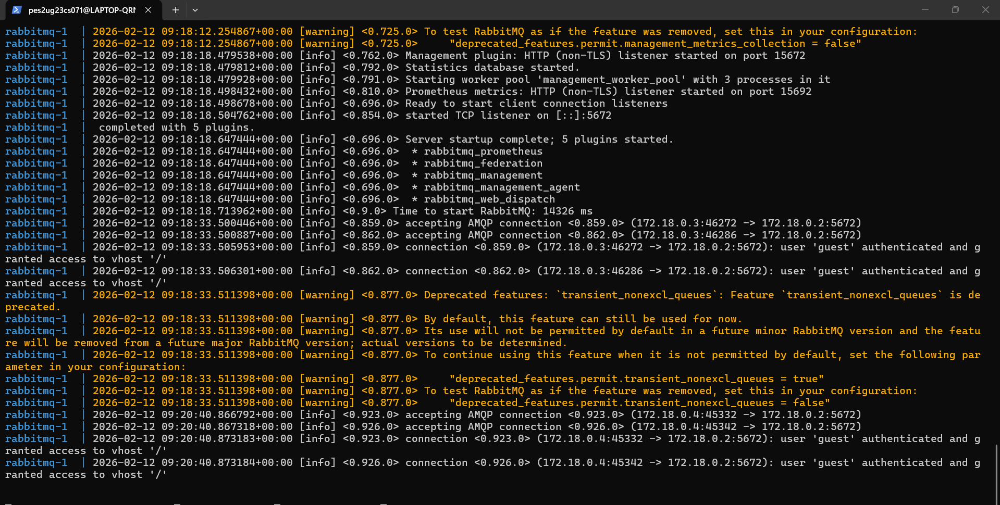 pes2ug23cs071@LAPTOP-QRM
rabbitmq-1  | 2026-02-12 09:18:12.254867+00:00 [warning] <0.725.0> To test RabbitMQ as if the feature was removed, set this in your configuration:
rabbitmq-1  | 2026-02-12 09:18:12.254867+00:00 [warning] <0.725.0>     "deprecated_features.permit.management_metrics_collection = false"
rabbitmq-1  | 2026-02-12 09:18:18.479538+00:00 [info] <0.762.0> Management plugin: HTTP (non-TLS) listener started on port 15672
rabbitmq-1  | 2026-02-12 09:18:18.479812+00:00 [info] <0.792.0> Statistics database started.
rabbitmq-1  | 2026-02-12 09:18:18.479928+00:00 [info] <0.791.0> Starting worker pool 'management_worker_pool' with 3 processes in it
rabbitmq-1  | 2026-02-12 09:18:18.498432+00:00 [info] <0.810.0> Prometheus metrics: HTTP (non-TLS) listener started on port 15692
rabbitmq-1  | 2026-02-12 09:18:18.498678+00:00 [info] <0.696.0> Ready to start client connection listeners
rabbitmq-1  | 2026-02-12 09:18:18.504762+00:00 [info] <0.854.0> started TCP listener on [::]:5672
rabbitmq-1  |  completed with 5 plugins.
rabbitmq-1  | 2026-02-12 09:18:18.647444+00:00 [info] <0.696.0> Server startup complete; 5 plugins started.
rabbitmq-1  | 2026-02-12 09:18:18.647444+00:00 [info] <0.696.0>  * rabbitmq_prometheus
rabbitmq-1  | 2026-02-12 09:18:18.647444+00:00 [info] <0.696.0>  * rabbitmq_federation
rabbitmq-1  | 2026-02-12 09:18:18.647444+00:00 [info] <0.696.0>  * rabbitmq_management
rabbitmq-1  | 2026-02-12 09:18:18.647444+00:00 [info] <0.696.0>  * rabbitmq_management_agent
rabbitmq-1  | 2026-02-12 09:18:18.647444+00:00 [info] <0.696.0>  * rabbitmq_web_dispatch
rabbitmq-1  | 2026-02-12 09:18:18.713962+00:00 [info] <0.9.0> Time to start RabbitMQ: 14326 ms
rabbitmq-1  | 2026-02-12 09:18:33.500446+00:00 [info] <0.859.0> accepting AMQP connection <0.859.0> (172.18.0.3:46272 -> 172.18.0.2:5672)
rabbitmq-1  | 2026-02-12 09:18:33.500887+00:00 [info] <0.862.0> accepting AMQP connection <0.862.0> (172.18.0.3:46286 -> 172.18.0.2:5672)
rabbitmq-1  | 2026-02-12 09:18:33.505953+00:00 [info] <0.859.0> connection <0.859.0> (172.18.0.3:46272 -> 172.18.0.2:5672): user 'guest' authenticated and g
ranted access to vhost '/'
rabbitmq-1  | 2026-02-12 09:18:33.506301+00:00 [info] <0.862.0> connection <0.862.0> (172.18.0.3:46286 -> 172.18.0.2:5672): user 'guest' authenticated and g
ranted access to vhost '/'
rabbitmq-1  | 2026-02-12 09:18:33.511398+00:00 [warning] <0.877.0> Deprecated features: `transient_nonexcl_queues`: Feature `transient_nonexcl_queues` is de
precated.
rabbitmq-1  | 2026-02-12 09:18:33.511398+00:00 [warning] <0.877.0> By default, this feature can still be used for now.
rabbitmq-1  | 2026-02-12 09:18:33.511398+00:00 [warning] <0.877.0> Its use will not be permitted by default in a future minor RabbitMQ version and the featu
re will be removed from a future major RabbitMQ version; actual versions to be determined.
rabbitmq-1  | 2026-02-12 09:18:33.511398+00:00 [warning] <0.877.0> To continue using this feature when it is not permitted by default, set the following par
ameter in your configuration:
rabbitmq-1  | 2026-02-12 09:18:33.511398+00:00 [warning] <0.877.0>     "deprecated_features.permit.transient_nonexcl_queues = true"
rabbitmq-1  | 2026-02-12 09:18:33.511398+00:00 [warning] <0.877.0> To test RabbitMQ as if the feature was removed, set this in your configuration:
rabbitmq-1  | 2026-02-12 09:18:33.511398+00:00 [warning] <0.877.0>     "deprecated_features.permit.transient_nonexcl_queues = false"
rabbitmq-1  | 2026-02-12 09:20:40.866792+00:00 [info] <0.923.0> accepting AMQP connection <0.923.0> (172.18.0.4:45332 -> 172.18.0.2:5672)
rabbitmq-1  | 2026-02-12 09:20:40.867318+00:00 [info] <0.926.0> accepting AMQP connection <0.926.0> (172.18.0.4:45342 -> 172.18.0.2:5672)
rabbitmq-1  | 2026-02-12 09:20:40.873183+00:00 [info] <0.923.0> connection <0.923.0> (172.18.0.4:45332 -> 172.18.0.2:5672): user 'guest' authenticated and g
ranted access to vhost '/'
rabbitmq-1  | 2026-02-12 09:20:40.873184+00:00 [info] <0.926.0> connection <0.926.0> (172.18.0.4:45342 -> 172.18.0.2:5672): user 'guest' authenticated and g
ranted access to vhost '/'